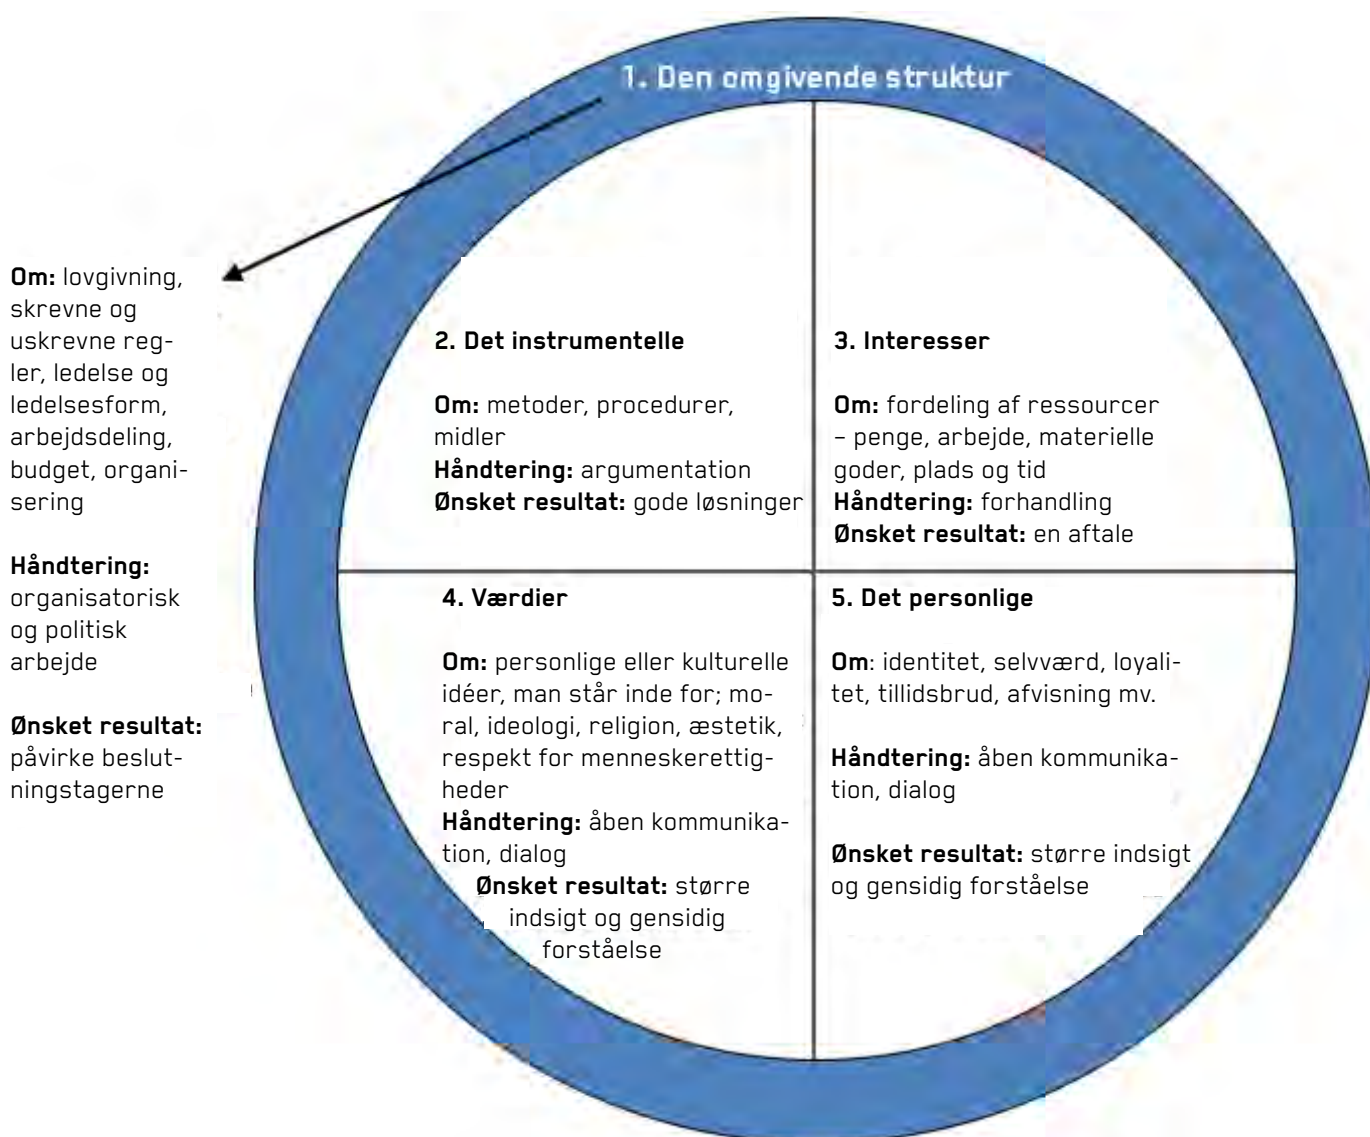 1. Den omgivende struktur
Om: lovgivning,
skrevne og
uskrevne reg-
ler, ledelse og
ledelsesform,
arbejdsdeling,
budget, organi-
sering
Håndtering:
organisatorisk
og politisk
arbejde
Ønsket resultat:
påvirke beslut-
ningstagerne
2. Det instrumentelle
Om: metoder, procedurer,
midler
Håndtering: argumentation
Ønsket resultat: gode løsninger
3. Interesser
Om: fordeling af ressourcer
– penge, arbejde, materielle
goder, plads og tid
Håndtering: forhandling
Ønsket resultat: en aftale
4. Værdier
Om: personlige eller kulturelle
idéer, man står inde for; mo-
ral, ideologi, religion, æstetik,
respekt for menneskerettig-
heder
Håndtering: åben kommunika-
tion, dialog
Ønsket resultat: større
indsigt og gensidig
forståelse
5. Det personlige
Om: identitet, selvværd, loyali-
tet, tillidsbrud, afvisning mv.
Håndtering: åben kommunika-
tion, dialog
Ønsket resultat: større indsigt
og gensidig forståelse